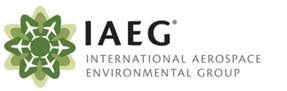 IAEG®
INTERNATIONAL AEROSPACE
ENVIRONMENTAL GROUP